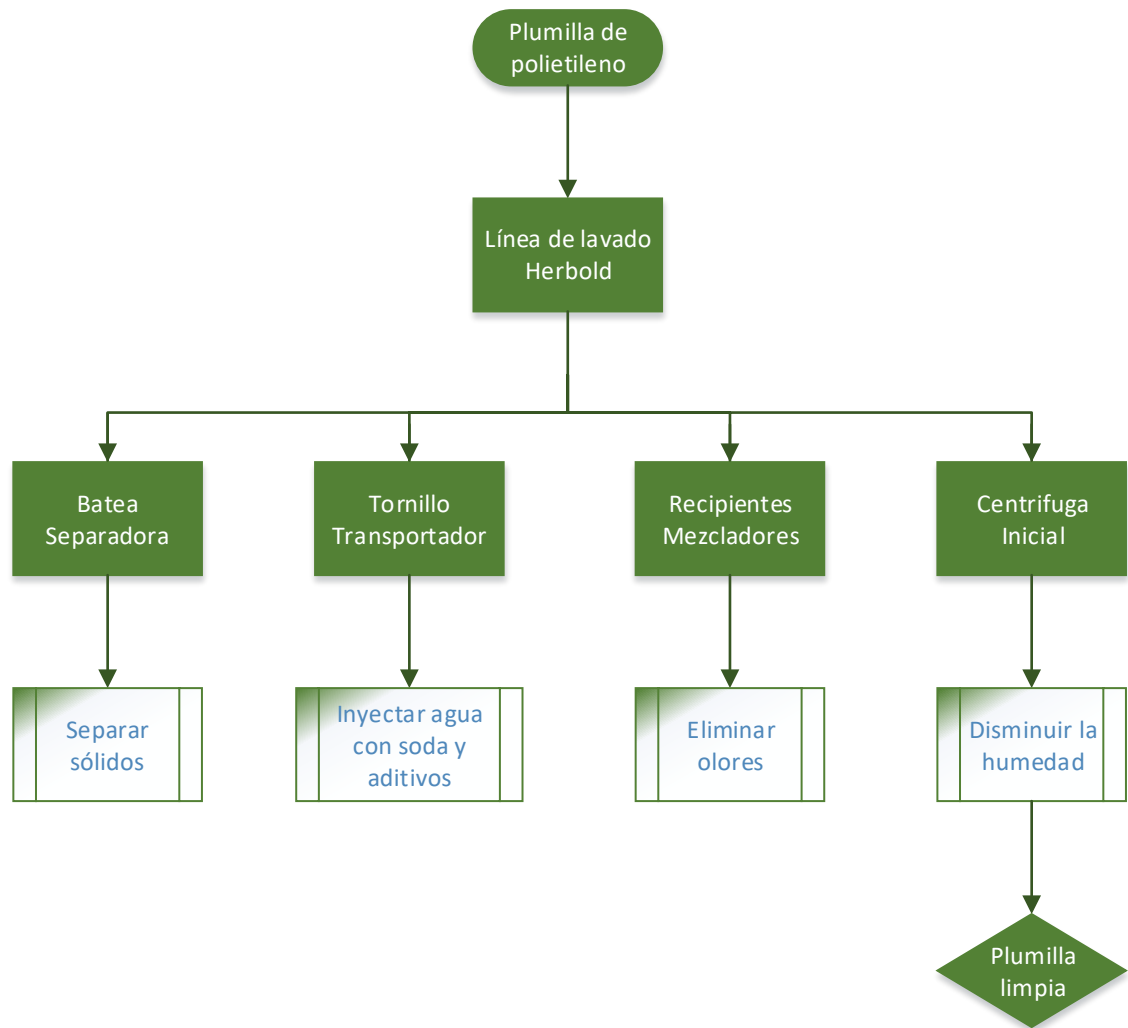 Plumilla de
polietileno
Línea de lavado
Herbold
Batea
Separadora
Tornillo
Transportador
Recipientes
Mezcladores
Centrifuga
Inicial
Separar
sólidos
Inyectar agua
con soda y
aditivos
Eliminar
olores
Disminuir la
humedad
Plumilla
limpia